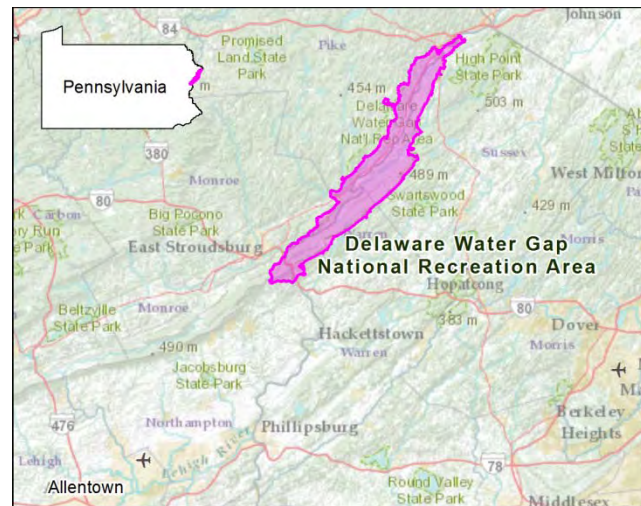 Johnson
84
Promised
Land State
Park
Pike
High Point
State Park
Pennsylvania
m
454 m
503 m
Delaware
Water Gap
Nat'l Rec Area
380
Sussex
489 m
Swartswood
State Park
West Milford
Monroe
80
Carbon
Big Pocono
State Park
429 m
Morris
Warren
East Stroudsburg
Delaware Water Gap
National Recreation Area
Hopatcong
80
383 m
Beltzville
State Park
Monroe
Hackettstown
Warren
Dover
Morris
490 m
Jacobsburg
State Park
476
Northampton
Phillipsburg
Berkeley
Heights
Lehigh
Lehigh River
78
Allentown
Round Valley
State Park
Middlesex